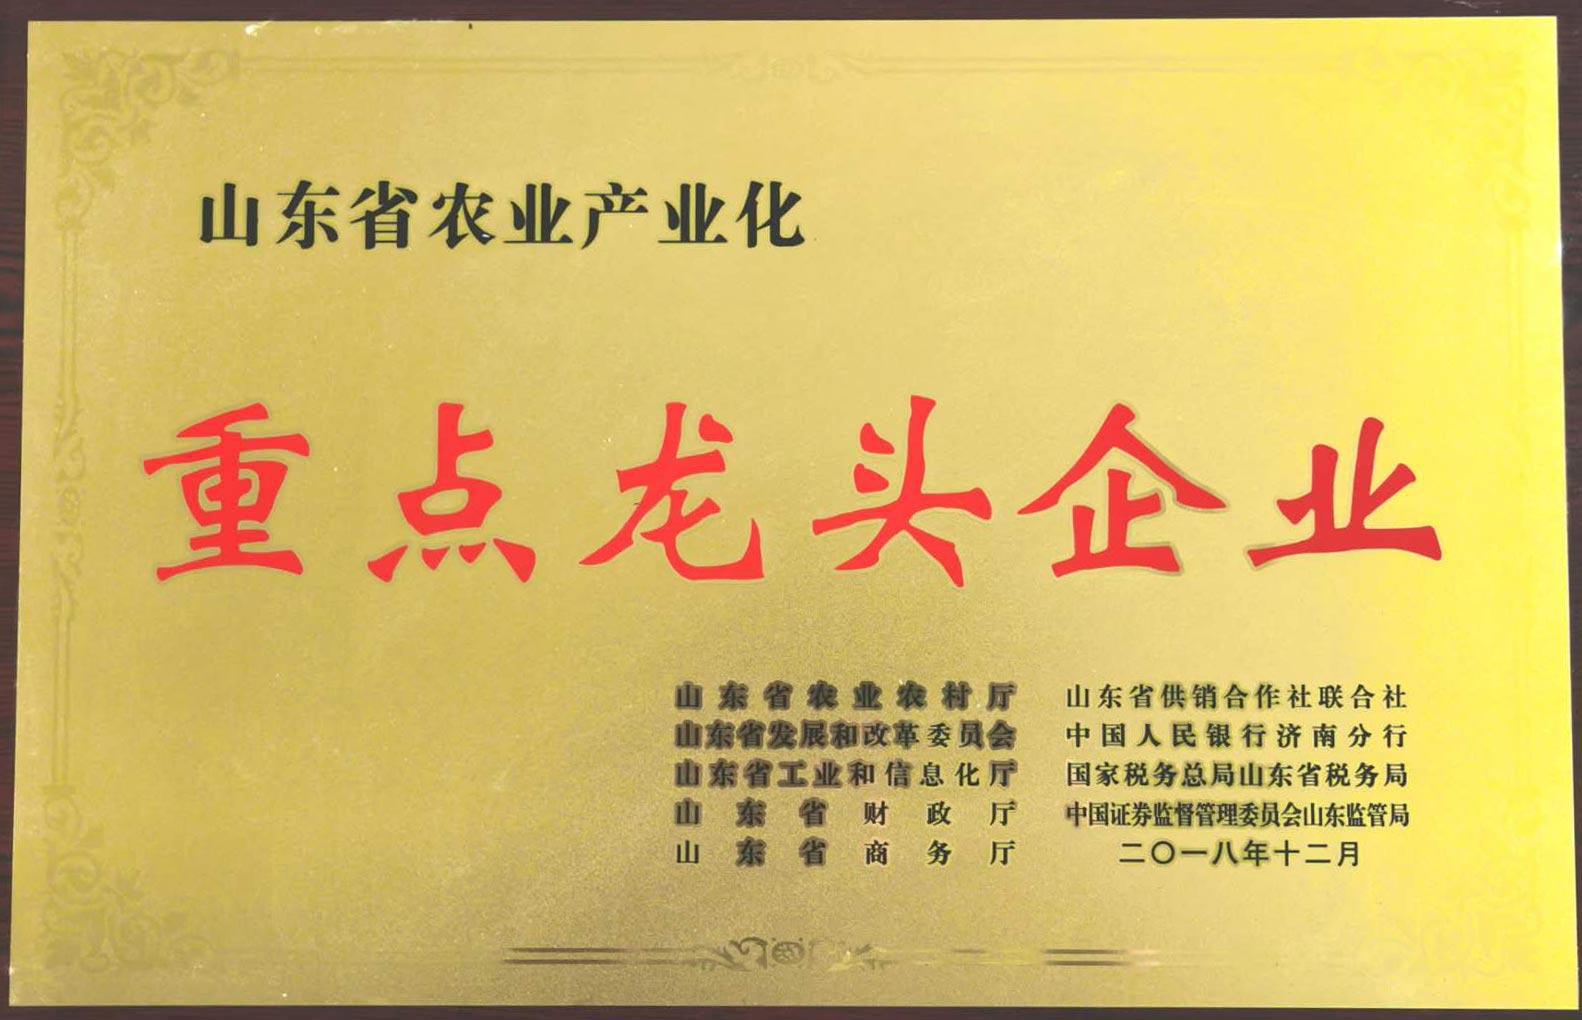 山东省农业产业化
重点龙头企业
山东省农业农村厅
山东省发展和改革委员会
山东省工业和信息化厅
山东省财政厅
山东省商务厅
山东省供销合作社联合社
中国人民银行济南分行
国家税务总局山东省税务局
中国证券监督管理委员会山东监管局
二〇一八年十二月